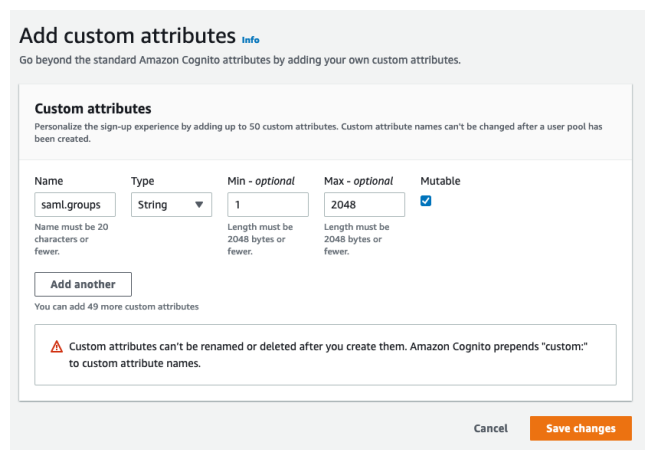 Add custom attributes Info
Go beyond the standard Amazon Cognito attributes by adding your own custom attributes.
Custom attributes
Personalize the sign-up experience by adding up to 50 custom attributes. Custom attribute names can't be changed after a user pool has
been created.
Name Type Min - optional Max - optional Mutable
saml.groups String 1 2048
Name must be 20 Length must be Length must be
characters or 2048 bytes or 2048 bytes or
fewer. fewer. fewer.
Add another
You can add 49 more custom attributes
Custom attributes can't be renamed or deleted after you create them. Amazon Cognito prepends "custom:"
to custom attribute names.
Cancel Save changes